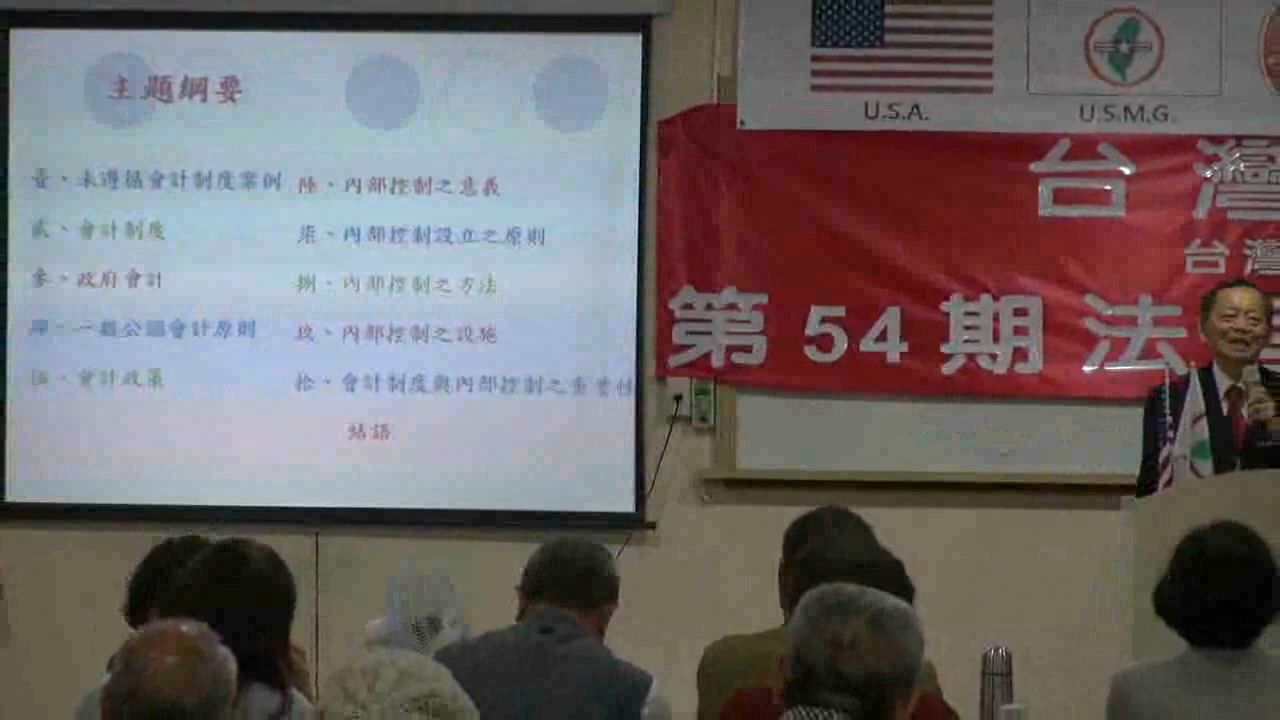 主題綱要
壹、未遵循會計制度案例
貳、會計制度
參、政府會計
肆、一般公認會計原則
伍、會計政策
陸、內部控制之意義
柒、內部控制設立之原則
捌、內部控制之方法
玖、內部控制之設施
拾、會計制度與內部控制之重要性
結語
U.S.A.
U.S.M.G.
台灣
台灣
第54期法